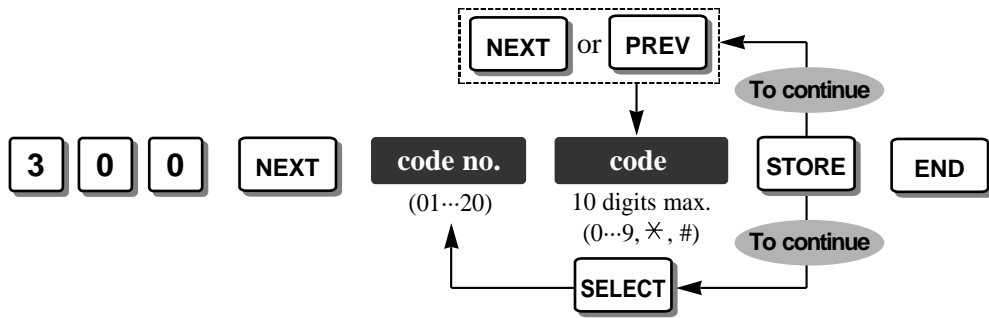 NEXT or PREV
To continue
3 0 0 NEXT code no. code STORE END
(01···20) 10 digits max.
(0···9, ✳, #)
To continue
SELECT